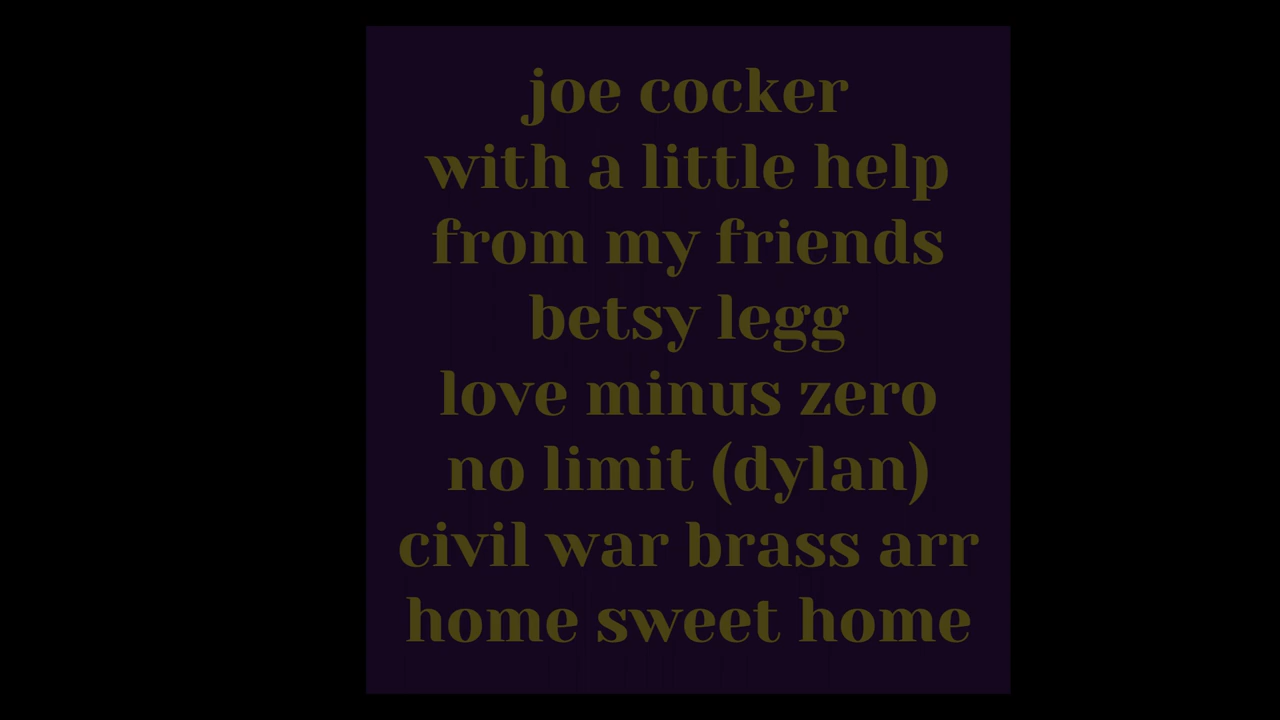 joe cocker
with a little help
from my friends
betsy legg
love minus zero
no limit (dylan)
civil war brass arr
home sweet home